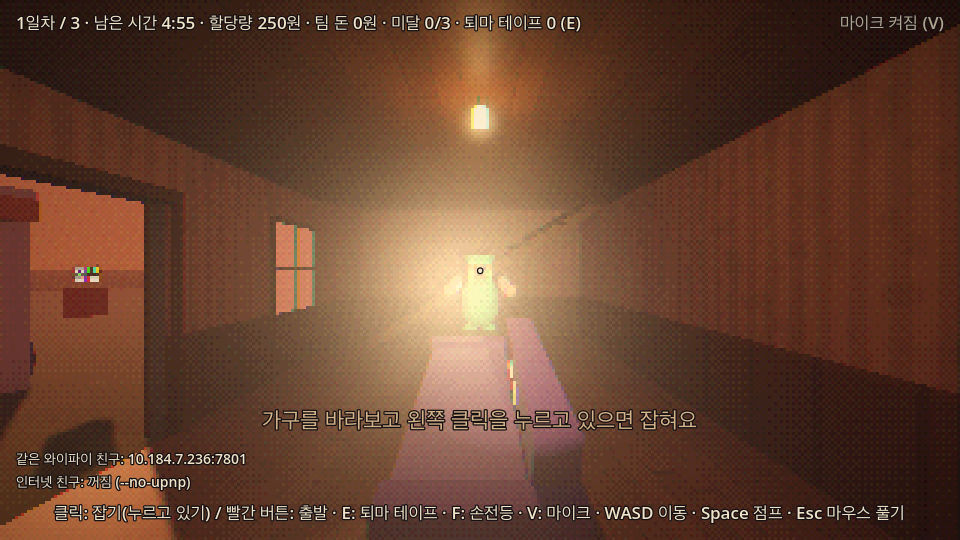 1일차 / 3 · 남은 시간 4:55 · 할당량 250원 · 팀 돈 0원 · 미달 0/3 · 퇴마 테이프 0 (E)
마이크 켜짐 (V)
가구를 바라보고 왼쪽 클릭을 누르고 있으면 잡혀요
같은 와이파이 친구: 10.184.7.236:7801
인터넷 친구: 꺼짐 (--no-upnp)
클릭: 잡기(누르고 있기) / 빨간 버튼: 출발 · E: 퇴마 테이프 · F: 손전등 · V: 마이크 · WASD 이동 · Space 점프 · Esc 마우스 풀기